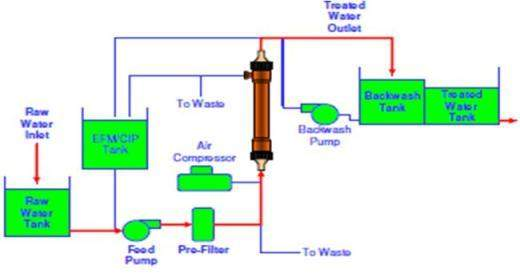 Treated
Water
Outlet
To Waste
Backwash
Tank
Treated
Water
Tank
Backwash
Pump
Raw
Water
Inlet
EFM/CIP
Tank
Air
Compressor
Raw
Water
Tank
Feed
Pump
Pre-Filter
To Waste